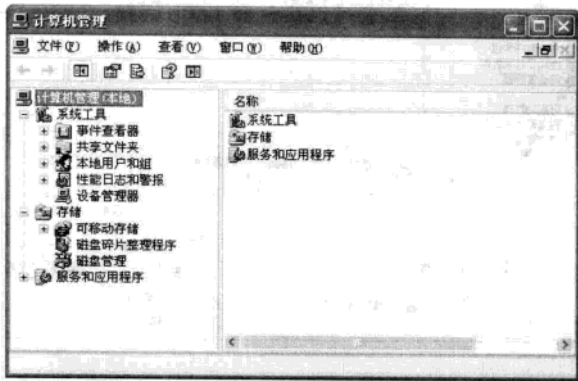 计算机管理
文件(F) 操作(A) 查看(V) 窗口(W) 帮助(H)
计算机管理(本地)
系统工具
事件查看器
共享文件夹
本地用户和组
性能日志和警报
设备管理器
存储
可移动存储
磁盘碎片整理程序
磁盘管理
服务和应用程序
名称
系统工具
存储
服务和应用程序